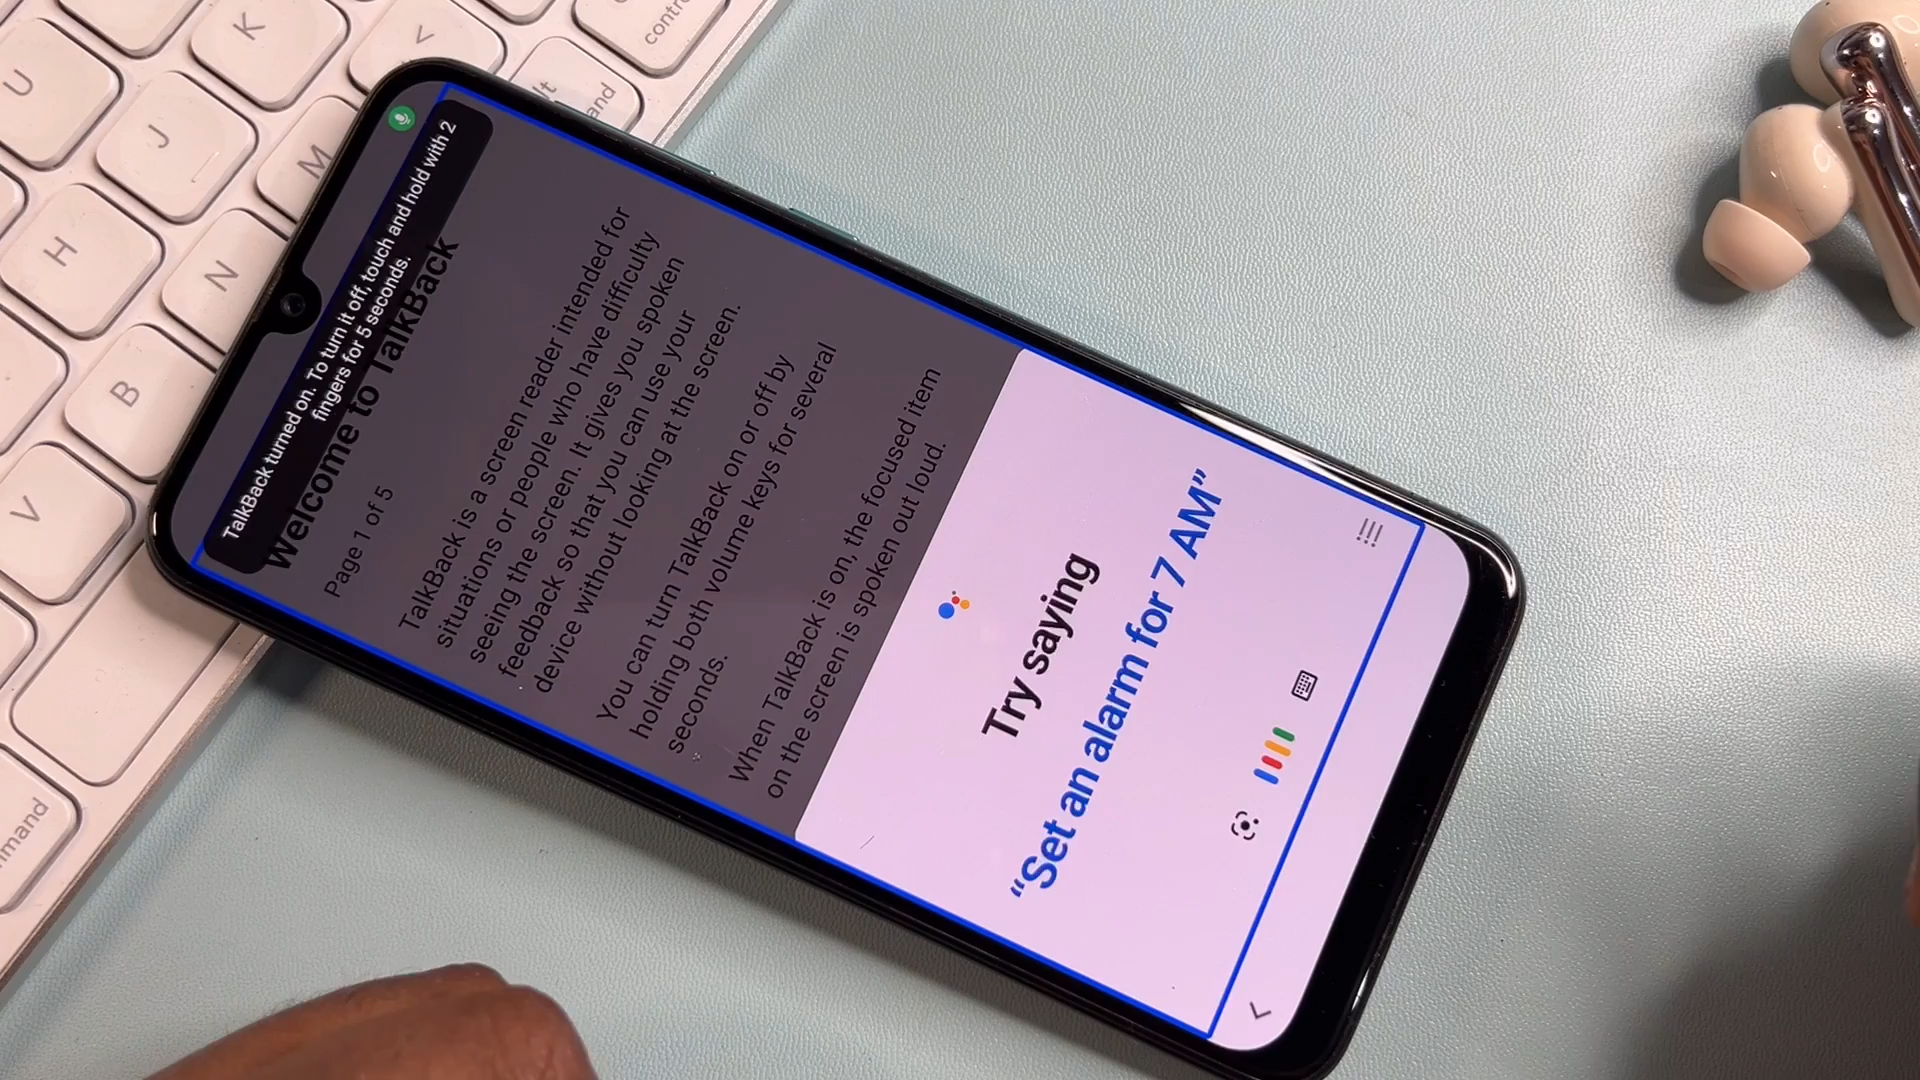 TalkBack turned on. To turn it off, touch and hold with 2
fingers for 5 seconds.
Welcome to TalkBack
Page 1 of 5
TalkBack is a screen reader intended for
situations or people who have difficulty
seeing the screen. It gives you spoken
feedback so that you can use your
device without looking at the screen.
You can turn TalkBack on or off by
holding both volume keys for several
seconds.
When TalkBack is on, the focused item
on the screen is spoken out loud.
Try saying
“Set an alarm for 7 AM”
U
K
<
J
M
H
N
B
V